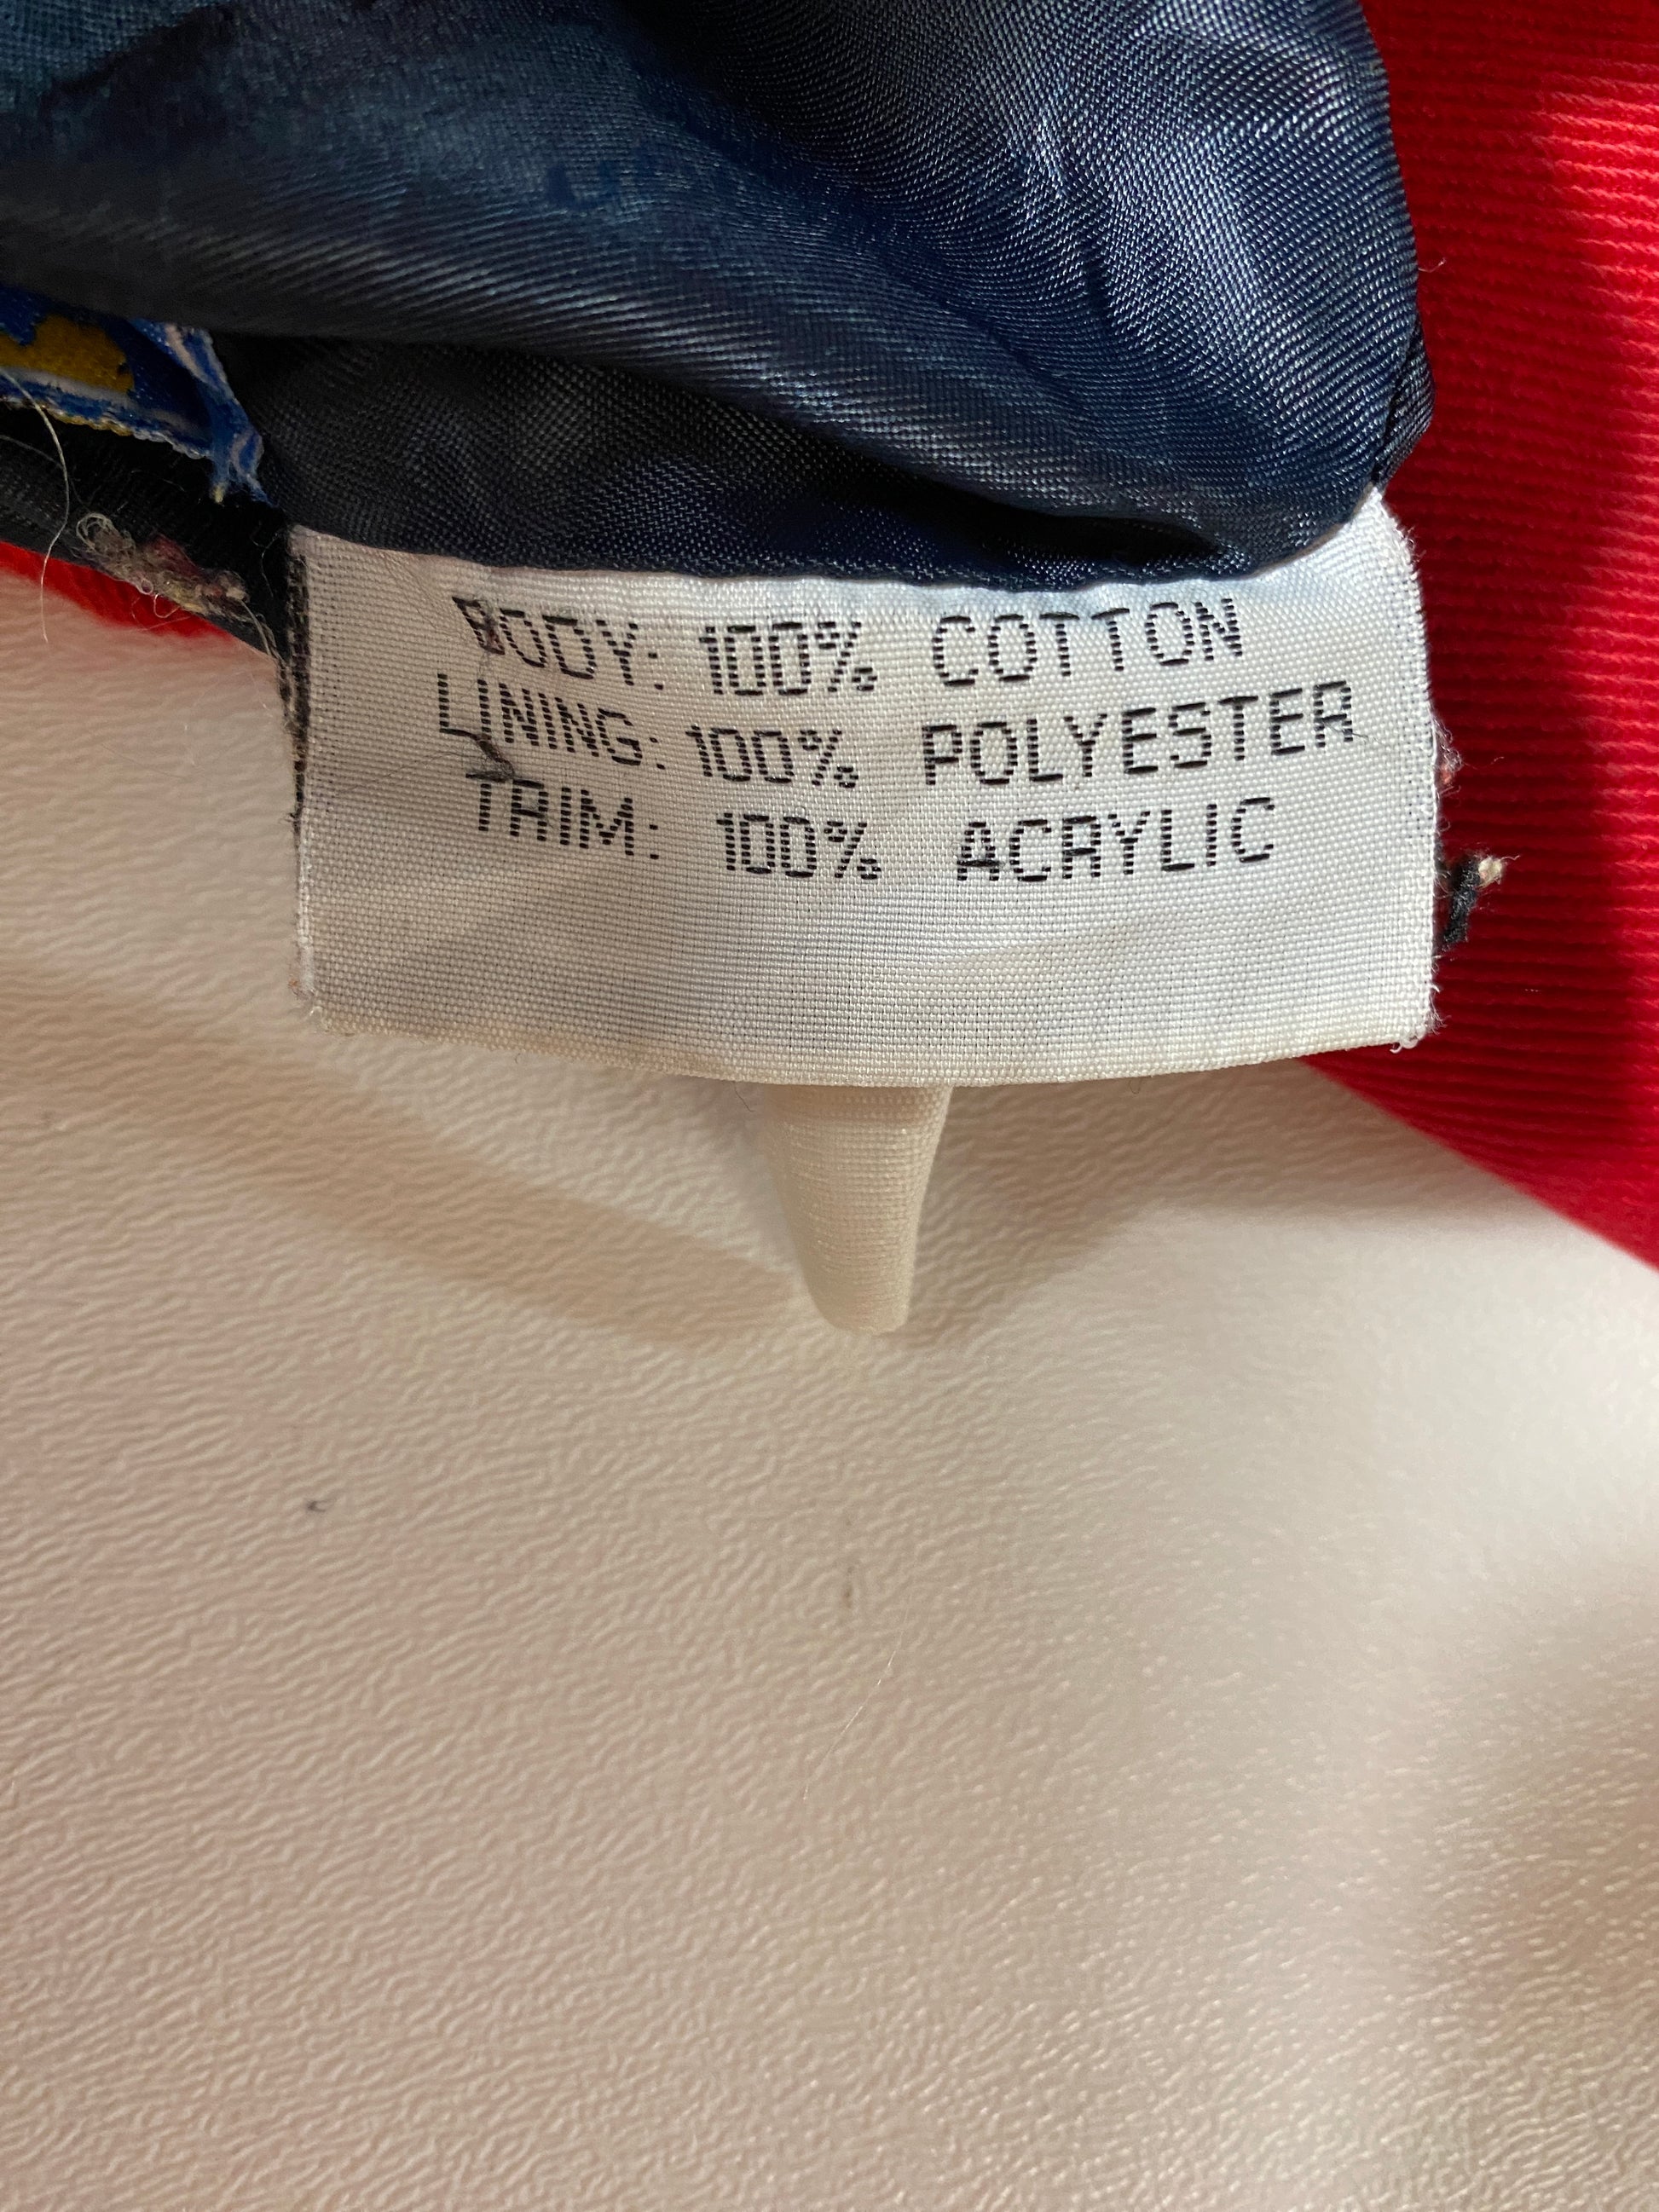 BODY: 100% COTTON
LINING: 100% POLYESTER
TRIM: 100% ACRYLIC